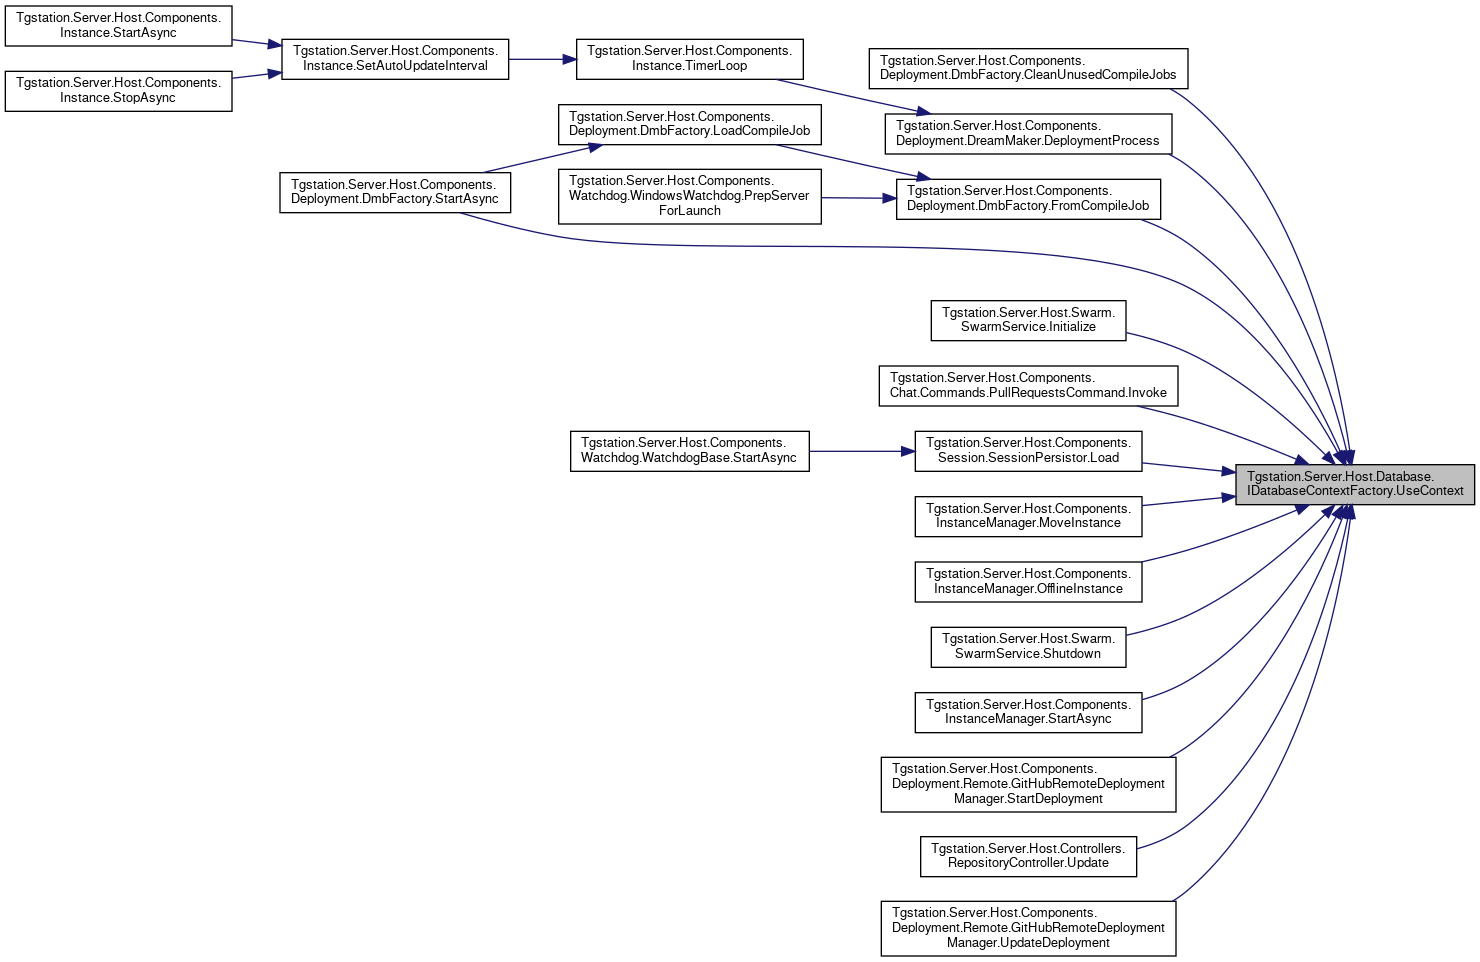 Tgstation.Server.Host.Components.
Instance.StartAsync
Tgstation.Server.Host.Components.
Instance.StopAsync
Tgstation.Server.Host.Components.
Instance.SetAutoUpdateInterval
Tgstation.Server.Host.Components.
Instance.TimerLoop
Tgstation.Server.Host.Components.
Deployment.DmbFactory.CleanUnusedCompileJobs
Tgstation.Server.Host.Components.
Deployment.DmbFactory.LoadCompileJob
Tgstation.Server.Host.Components.
Deployment.DreamMaker.DeploymentProcess
Tgstation.Server.Host.Components.
Deployment.DmbFactory.StartAsync
Tgstation.Server.Host.Components.
Watchdog.WindowsWatchdog.PrepServer
ForLaunch
Tgstation.Server.Host.Components.
Deployment.DmbFactory.FromCompileJob
Tgstation.Server.Host.Swarm.
SwarmService.Initialize
Tgstation.Server.Host.Components.
Chat.Commands.PullRequestsCommand.Invoke
Tgstation.Server.Host.Components.
Watchdog.WatchdogBase.StartAsync
Tgstation.Server.Host.Components.
Session.SessionPersistor.Load
Tgstation.Server.Host.Database.
IDatabaseContextFactory.UseContext
Tgstation.Server.Host.Components.
InstanceManager.MoveInstance
Tgstation.Server.Host.Components.
InstanceManager.OfflineInstance
Tgstation.Server.Host.Swarm.
SwarmService.Shutdown
Tgstation.Server.Host.Components.
InstanceManager.StartAsync
Tgstation.Server.Host.Components.
Deployment.Remote.GitHubRemoteDeployment
Manager.StartDeployment
Tgstation.Server.Host.Controllers.
RepositoryController.Update
Tgstation.Server.Host.Components.
Deployment.Remote.GitHubRemoteDeployment
Manager.UpdateDeployment